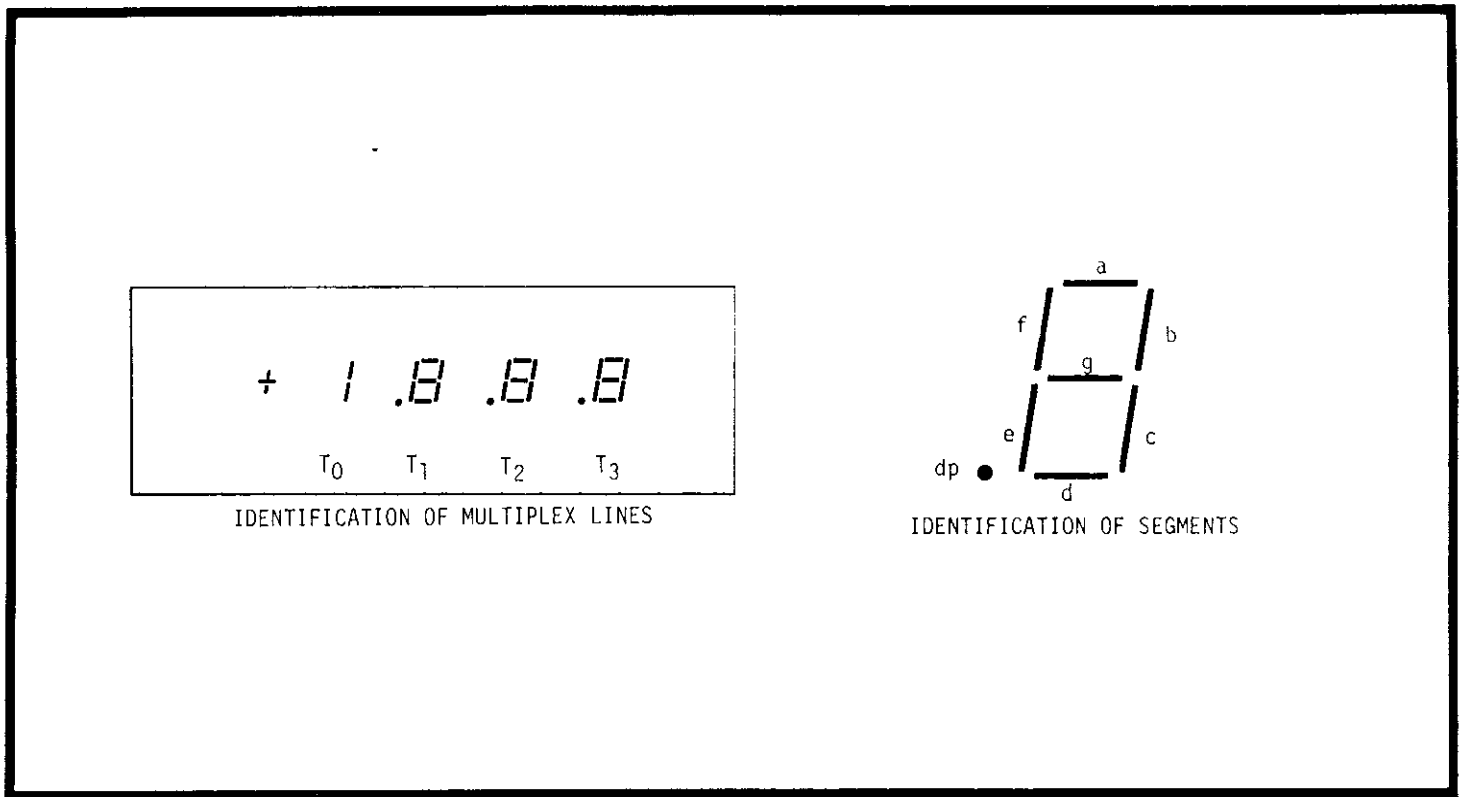 + 1 .8 .8 .8
T0 T1 T2 T3
IDENTIFICATION OF MULTIPLEX LINES
a
f
b
g
e
c
dp
d
IDENTIFICATION OF SEGMENTS